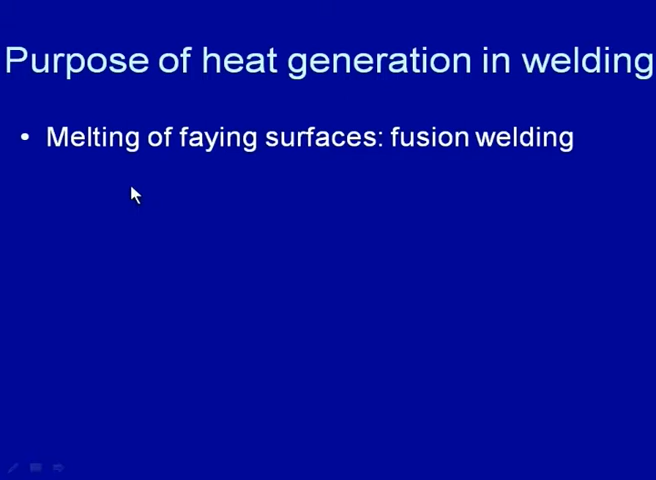 Purpose of heat generation in welding
• Melting of faying surfaces: fusion welding